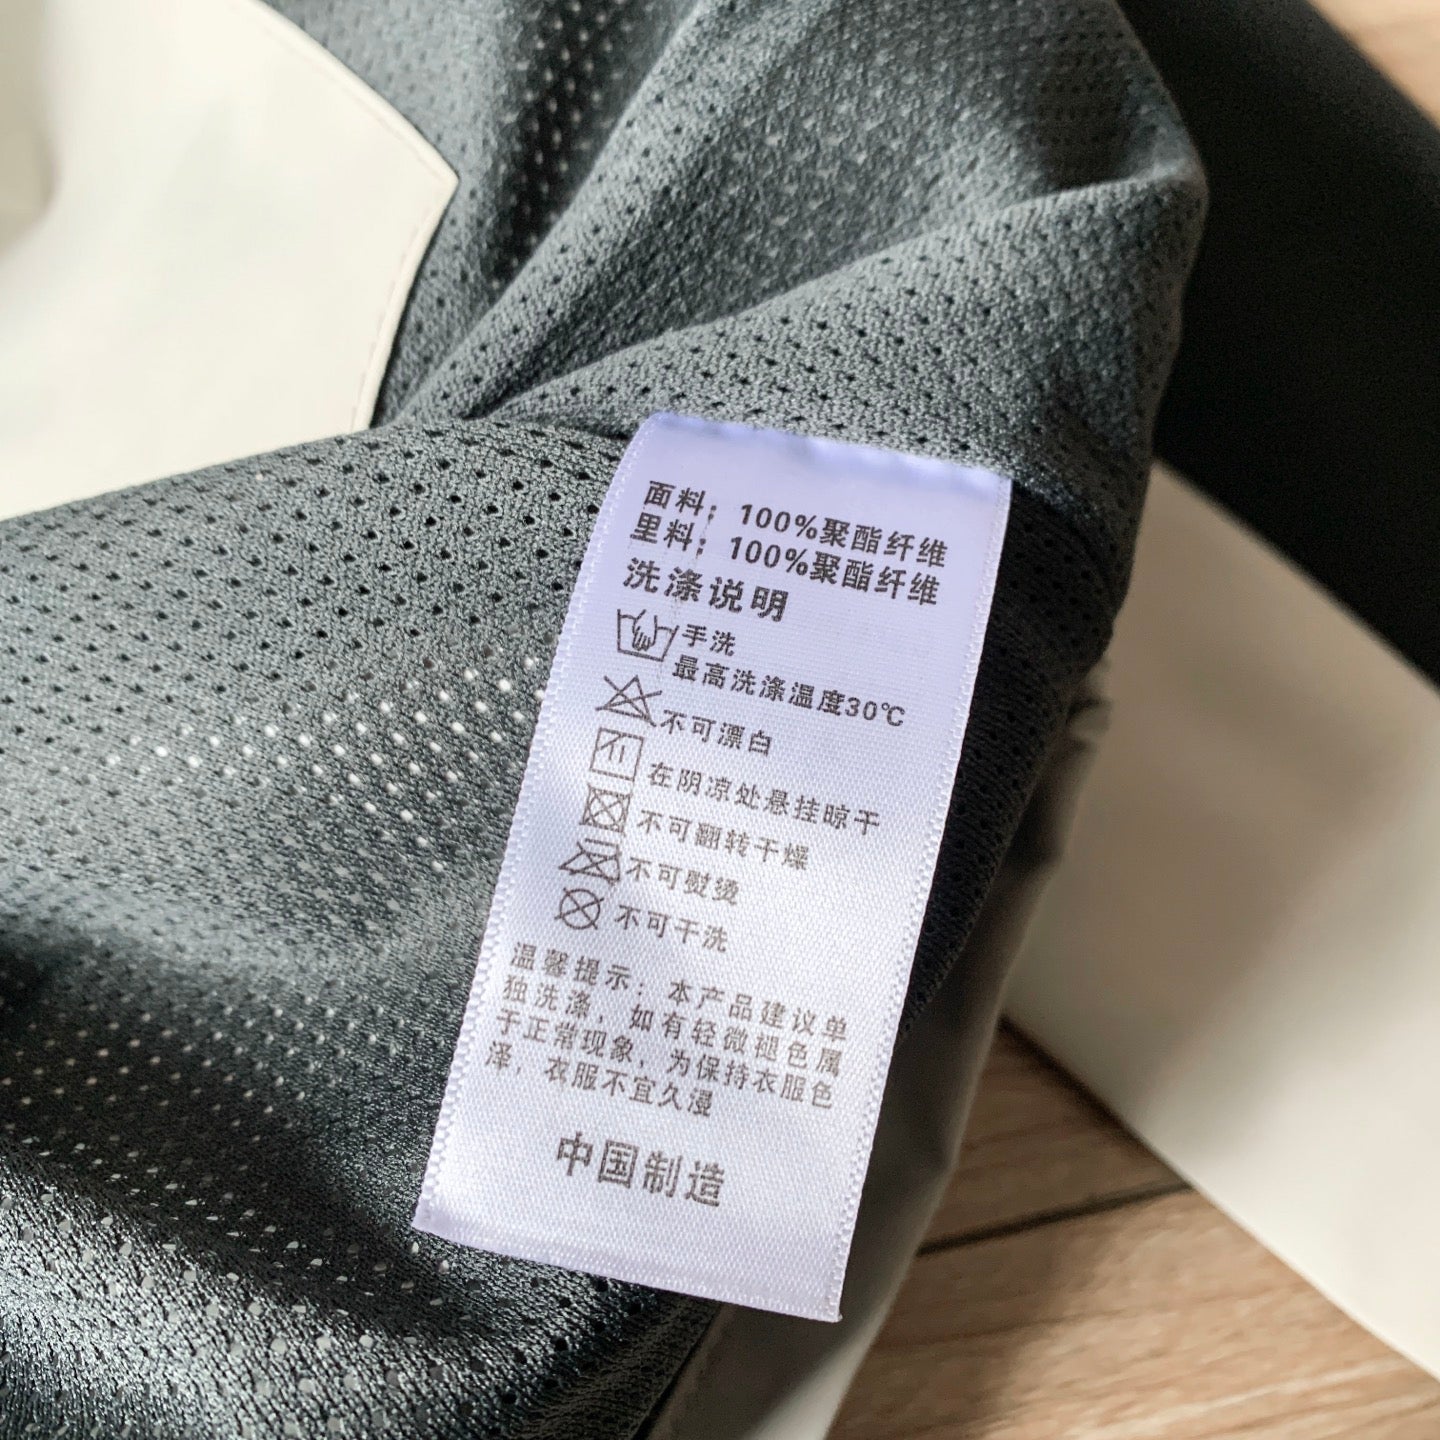 面料：100%聚酯纤维
里料：100%聚酯纤维
洗涤说明
手洗
最高洗涤温度30℃
不可漂白
在阴凉处悬挂晾干
不可翻转干燥
不可熨烫
不可干洗
温馨提示：本产品建议单
独洗涤，如有轻微褪色属
于正常现象，为保持衣服色
泽，衣服不宜久浸
中国制造